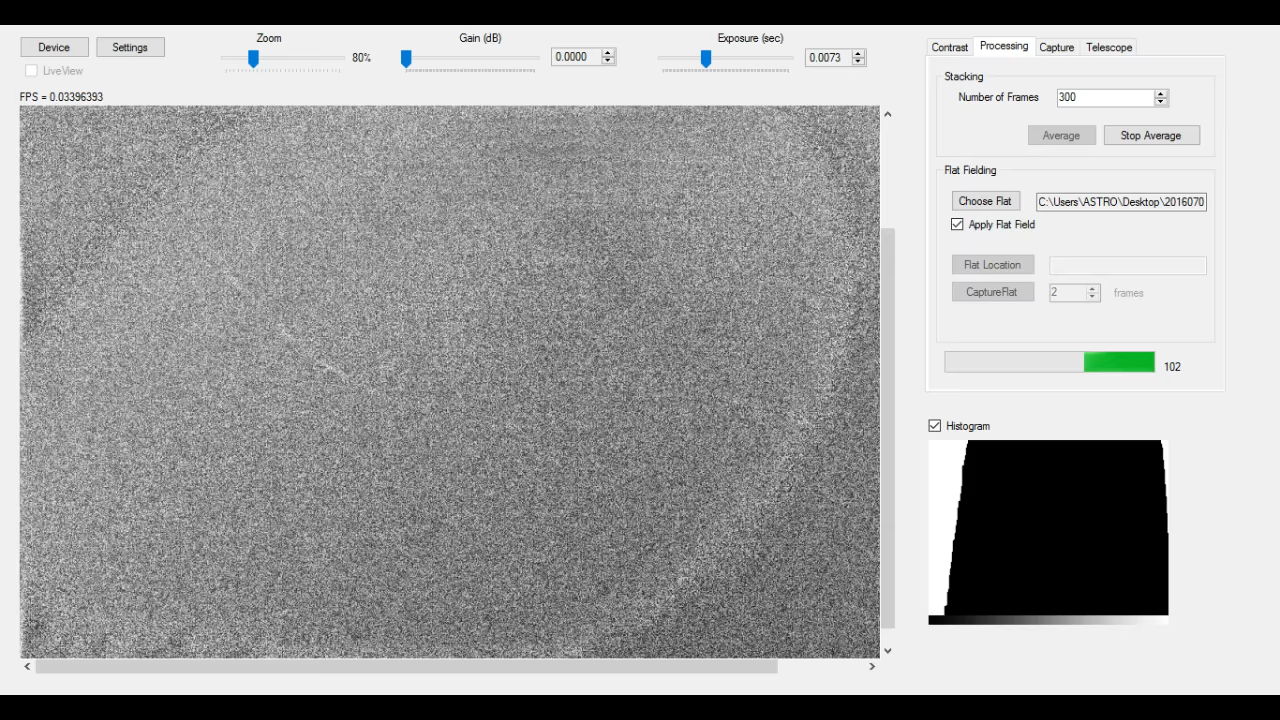 Device
Settings
LiveView
Zoom
80%
Gain (dB)
0.0000
Exposure (sec)
0.0073
FPS = 0.03396393
Contrast
Processing
Capture
Telescope
Stacking
Number of Frames
300
Average
Stop Average
Flat Fielding
Choose Flat
C:\Users\ASTRO\Desktop\2016070
Apply Flat Field
Flat Location
CaptureFlat
2
frames
102
Histogram